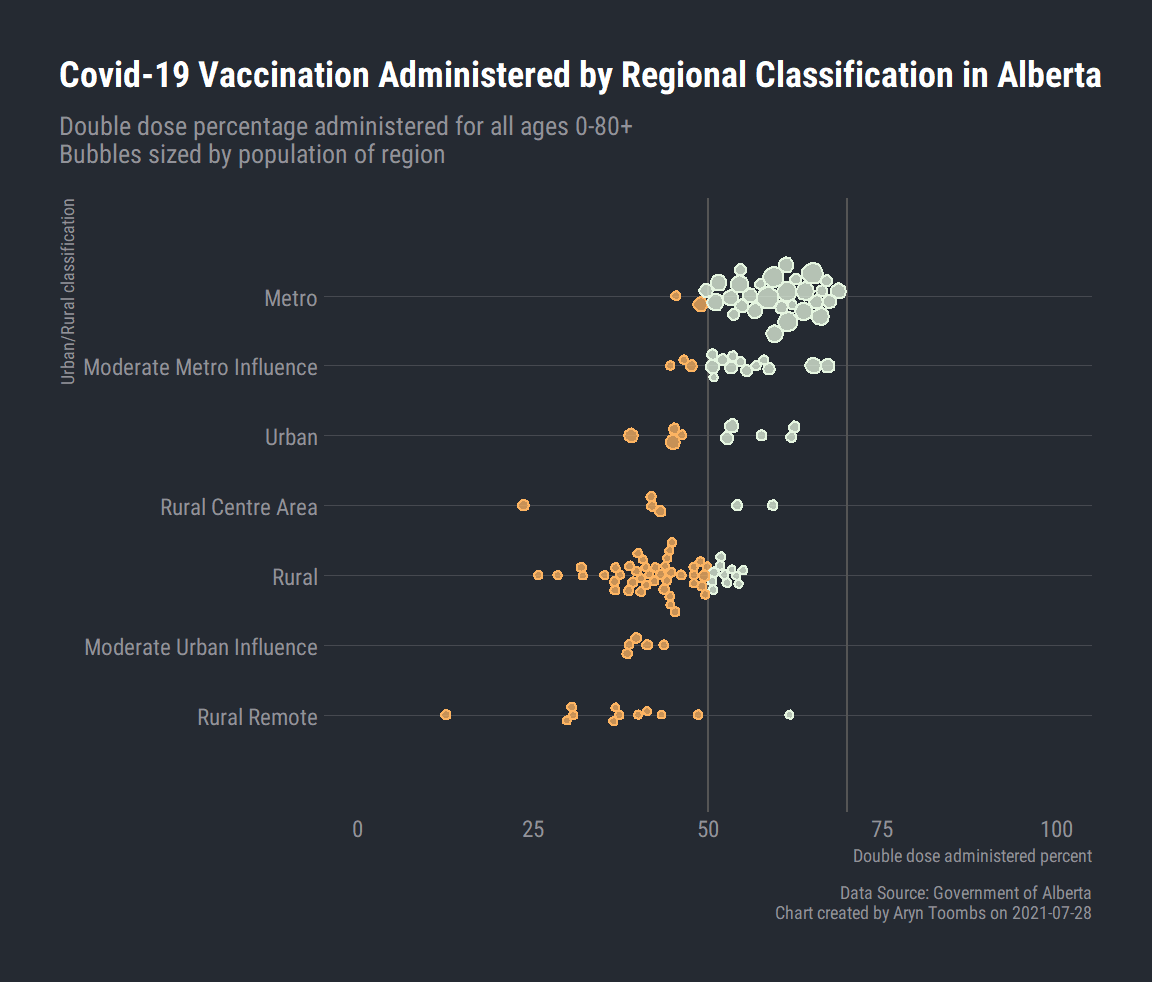 Covid-19 Vaccination Administered by Regional Classification in Alberta
Double dose percentage administered for all ages 0-80+
Bubbles sized by population of region
Urban/Rural classification
Metro
Moderate Metro Influence
Urban
Rural Centre Area
Rural
Moderate Urban Influence
Rural Remote
0 25 50 75 100
Double dose administered percent
Data Source: Government of Alberta
Chart created by Aryn Toombs on 2021-07-28